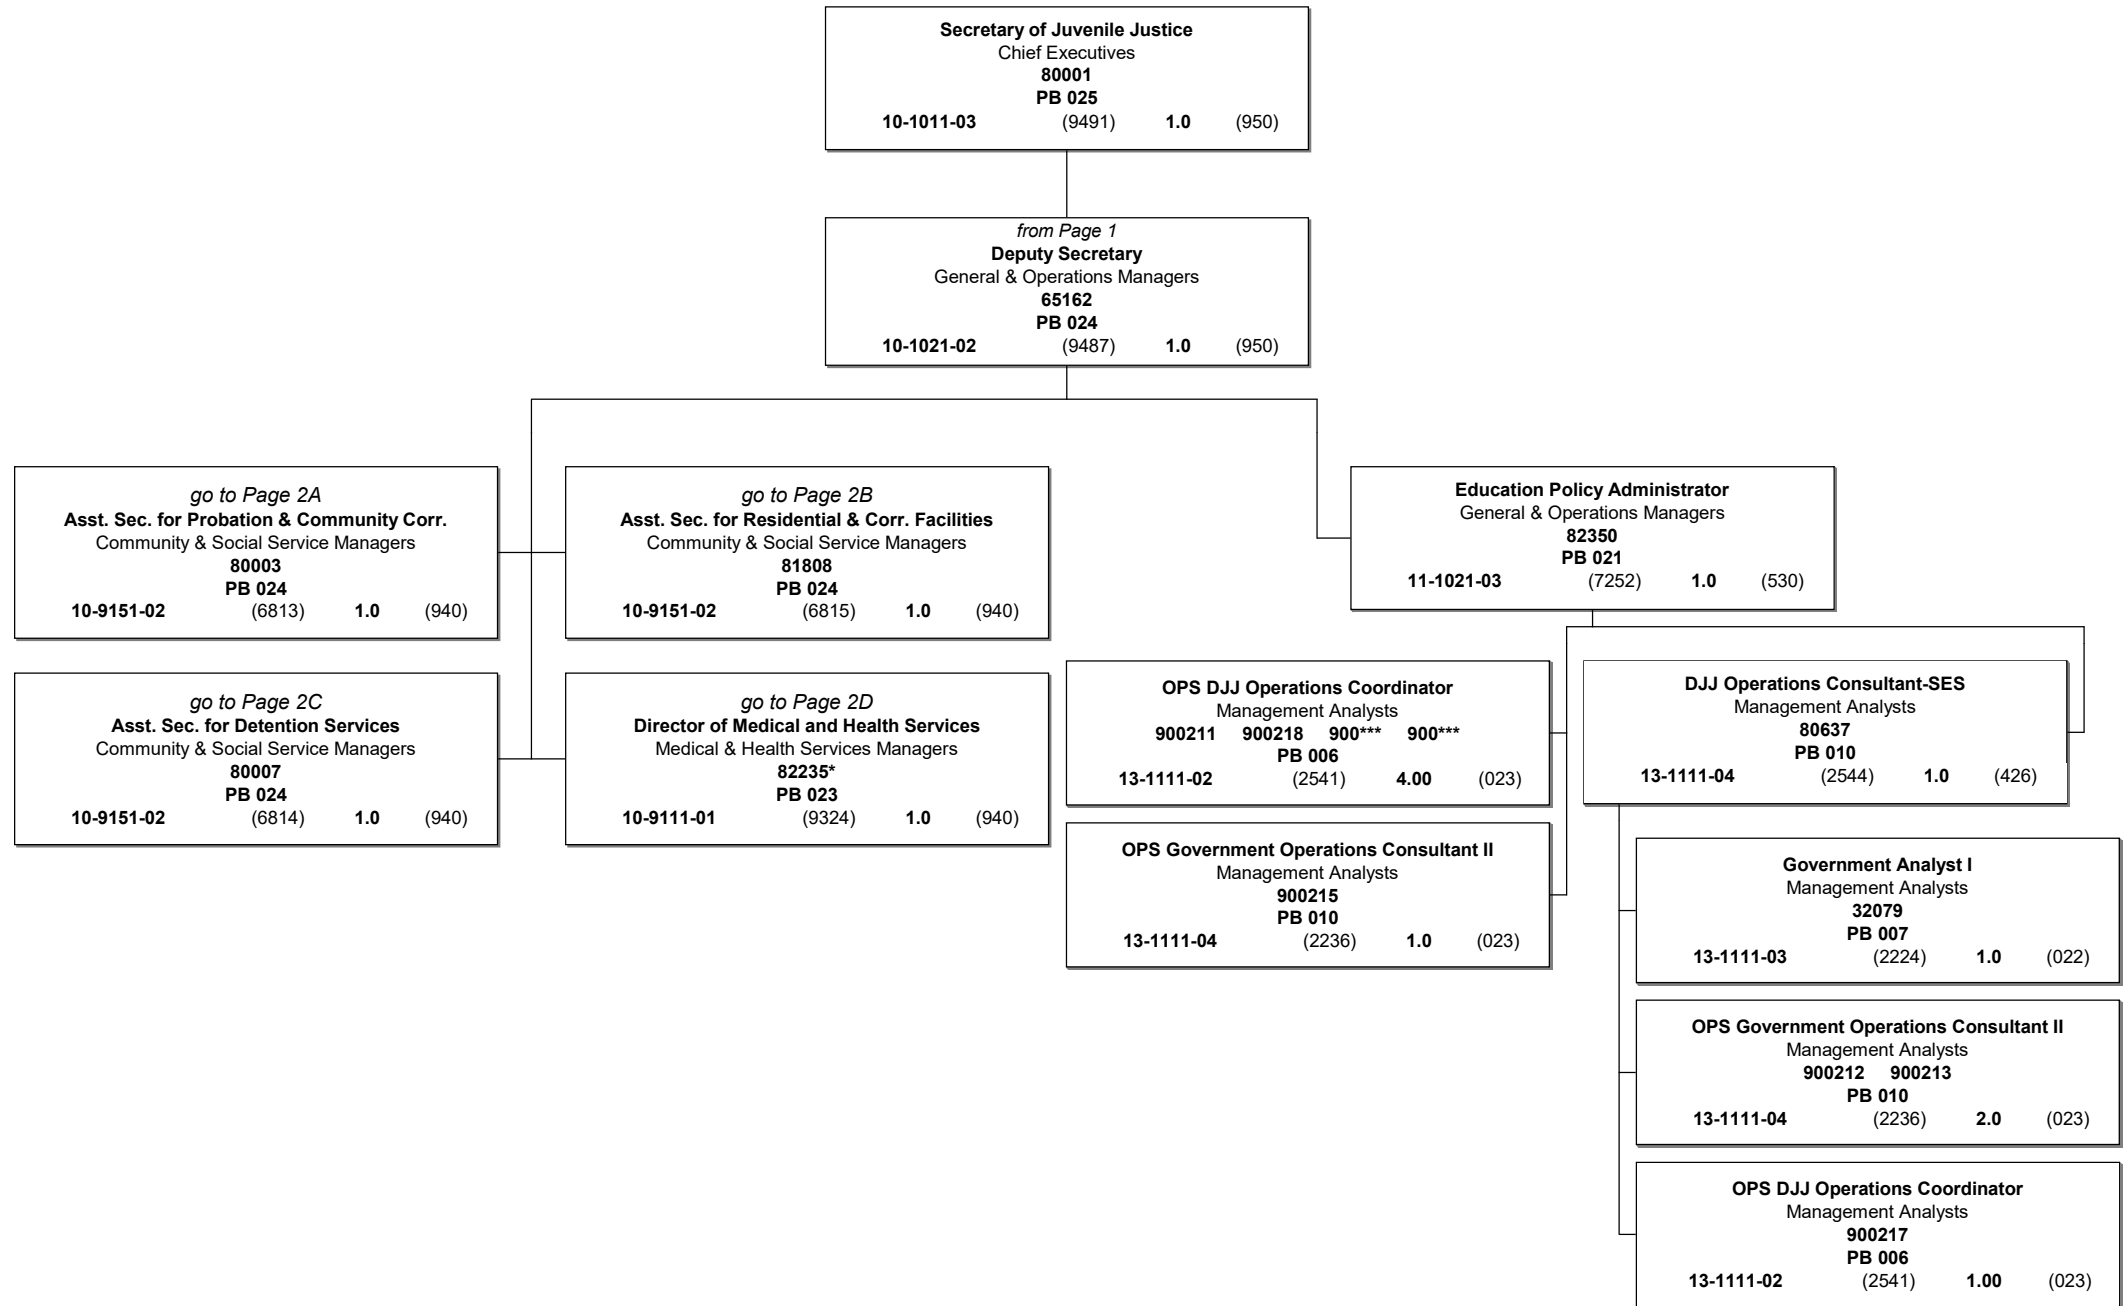 Secretary of Juvenile Justice
Chief Executives
80001
PB 025
10-1011-03 (9491) 1.0 (950)
from Page 1
Deputy Secretary
General & Operations Managers
65162
PB 024
10-1021-02 (9487) 1.0 (950)
go to Page 2A
Asst. Sec. for Probation & Community Corr.
Community & Social Service Managers
80003
PB 024
10-9151-02 (6813) 1.0 (940)
go to Page 2B
Asst. Sec. for Residential & Corr. Facilities
Community & Social Service Managers
81808
PB 024
10-9151-02 (6815) 1.0 (940)
Education Policy Administrator
General & Operations Managers
82350
PB 021
11-1021-03 (7252) 1.0 (530)
go to Page 2C
Asst. Sec. for Detention Services
Community & Social Service Managers
80007
PB 024
10-9151-02 (6814) 1.0 (940)
go to Page 2D
Director of Medical and Health Services
Medical & Health Services Managers
82235*
PB 023
10-9111-01 (9324) 1.0 (940)
OPS DJJ Operations Coordinator
Management Analysts
900211 900218 900*** 900***
PB 006
13-1111-02 (2541) 4.00 (023)
DJJ Operations Consultant-SES
Management Analysts
80637
PB 010
13-1111-04 (2544) 1.0 (426)
OPS Government Operations Consultant II
Management Analysts
900215
PB 010
13-1111-04 (2236) 1.0 (023)
Government Analyst I
Management Analysts
32079
PB 007
13-1111-03 (2224) 1.0 (022)
OPS Government Operations Consultant II
Management Analysts
900212 900213
PB 010
13-1111-04 (2236) 2.0 (023)
OPS DJJ Operations Coordinator
Management Analysts
900217
PB 006
13-1111-02 (2541) 1.00 (023)